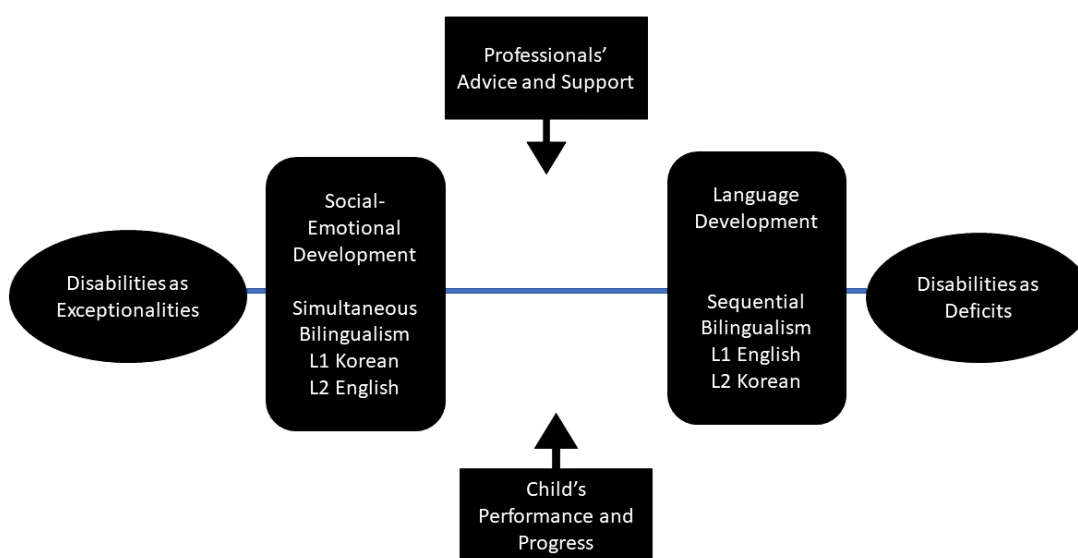 Professionals’
Advice and Support
Social-
Emotional
Development
Simultaneous
Bilingualism
L1 Korean
L2 English
Language
Development
Sequential
Bilingualism
L1 English
L2 Korean
Disabilities as
Exceptionalities
Disabilities as
Deficits
Child’s
Performance and
Progress